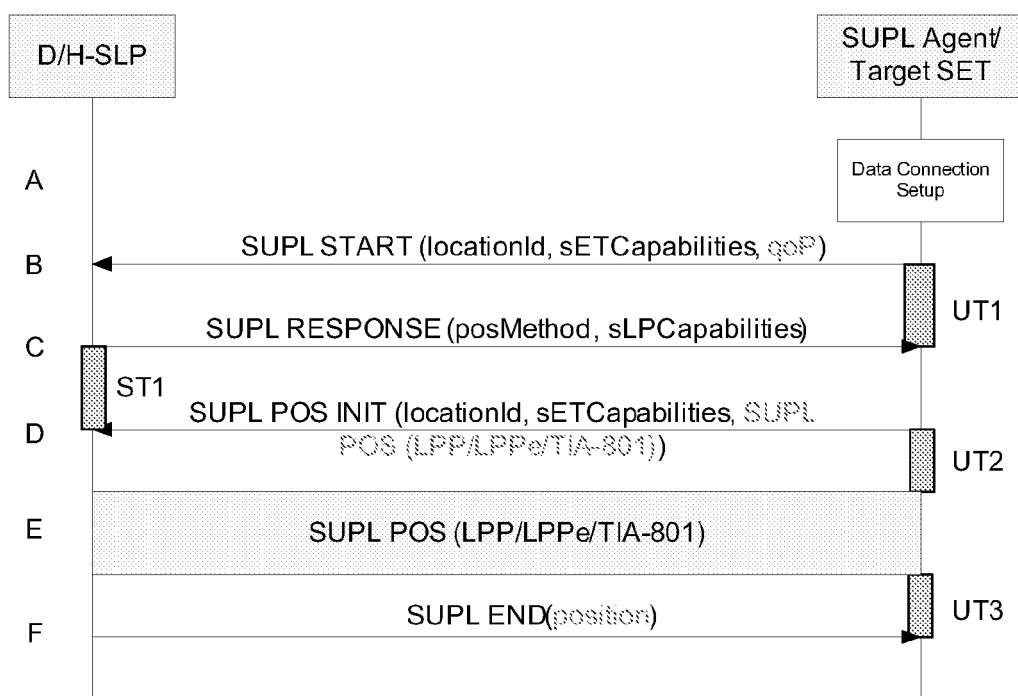 D/H-SLP
SUPL Agent/
Target SET
A
Data Connection
Setup
SUPL START (locationId, sETCapabilities, qoP)
B
UT1
SUPL RESPONSE (posMethod, sLPCapabilities)
C
ST1
SUPL POS INIT (locationId, sETCapabilities, SUPL
POS (LPP/LPPe/TIA-801))
D
UT2
E
SUPL POS (LPP/LPPe/TIA-801)
SUPL END(position)
UT3
F